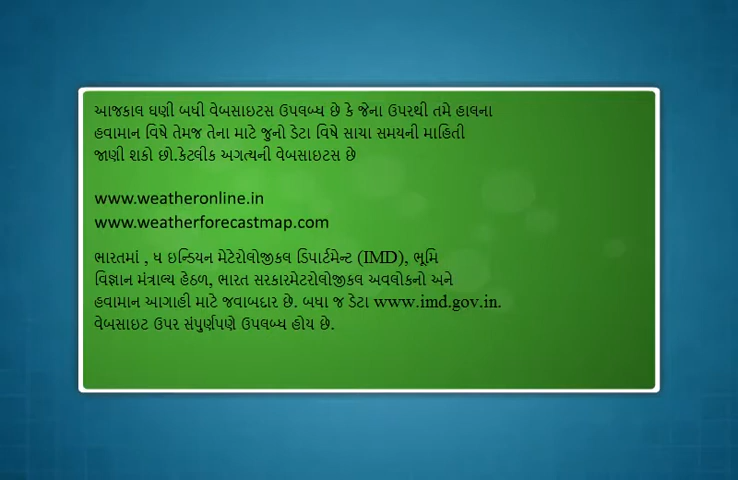 આજકાલ ઘણી બધી વેબસાઇટસ ઉપલબ્ધ છે કે જેના ઉપરથી તમે હાલના
હવામાન વિષે તેમજ તેના માટે જુનો ડેટા વિષે સાચા સમયની માહિતી
જાણી શકો છો.કેટલીક અગત્યની વેબસાઇટસ છે
www.weatheronline.in
www.weatherforecastmap.com
ભારતમાં , ધ ઇન્ડિયન મેટેરોલોજીકલ ડિપાર્ટમેન્ટ (IMD), ભૂમિ
વિજ્ઞાન મંત્રાલ્ય હેઠળ, ભારત સરકારમેટરોલોજીકલ અવલોકનો અને
હવામાન આગાહી માટે જવાબદાર છે. બધા જ ડેટા www.imd.gov.in.
વેબસાઇટ ઉપર સંપુર્ણપણે ઉપલબ્ધ હોય છે.